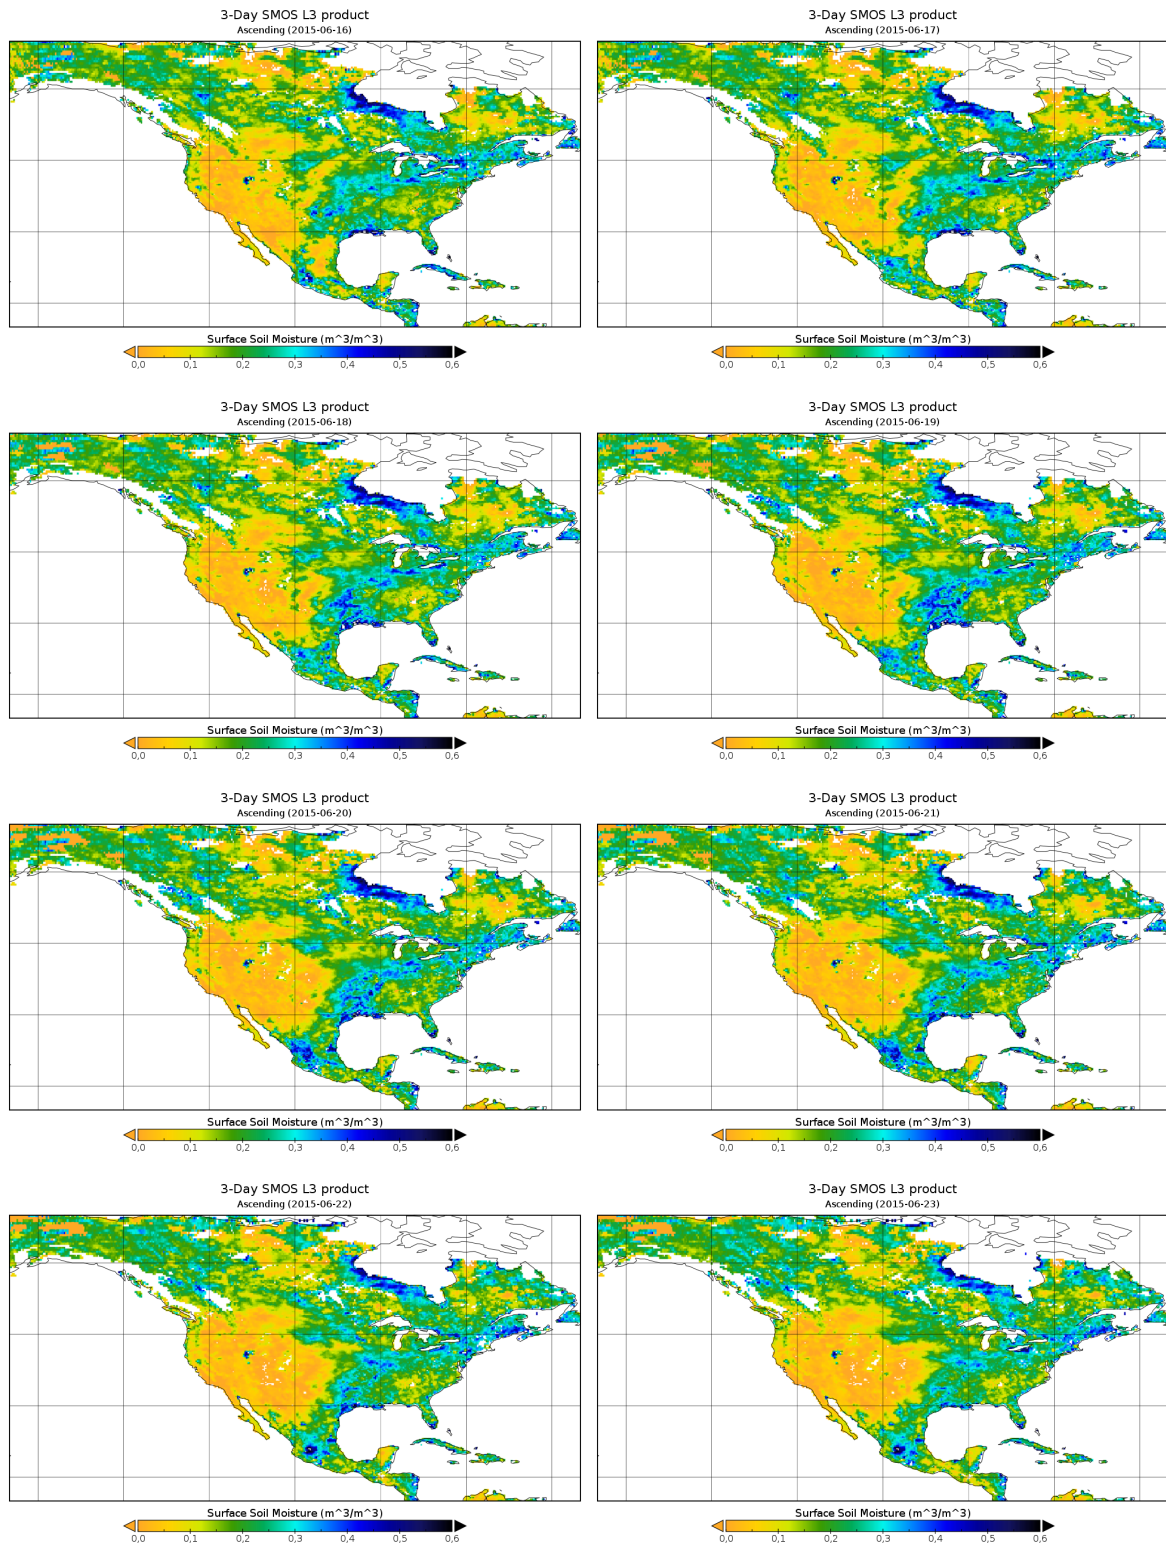 3-Day SMOS L3 product
Ascending (2015-06-16)
Surface Soil Moisture (m^3/m^3)
0,0 0,1 0,2 0,3 0,4 0,5 0,6
3-Day SMOS L3 product
Ascending (2015-06-17)
Surface Soil Moisture (m^3/m^3)
0,0 0,1 0,2 0,3 0,4 0,5 0,6
3-Day SMOS L3 product
Ascending (2015-06-18)
Surface Soil Moisture (m^3/m^3)
0,0 0,1 0,2 0,3 0,4 0,5 0,6
3-Day SMOS L3 product
Ascending (2015-06-19)
Surface Soil Moisture (m^3/m^3)
0,0 0,1 0,2 0,3 0,4 0,5 0,6
3-Day SMOS L3 product
Ascending (2015-06-20)
Surface Soil Moisture (m^3/m^3)
0,0 0,1 0,2 0,3 0,4 0,5 0,6
3-Day SMOS L3 product
Ascending (2015-06-21)
Surface Soil Moisture (m^3/m^3)
0,0 0,1 0,2 0,3 0,4 0,5 0,6
3-Day SMOS L3 product
Ascending (2015-06-22)
Surface Soil Moisture (m^3/m^3)
0,0 0,1 0,2 0,3 0,4 0,5 0,6
3-Day SMOS L3 product
Ascending (2015-06-23)
Surface Soil Moisture (m^3/m^3)
0,0 0,1 0,2 0,3 0,4 0,5 0,6